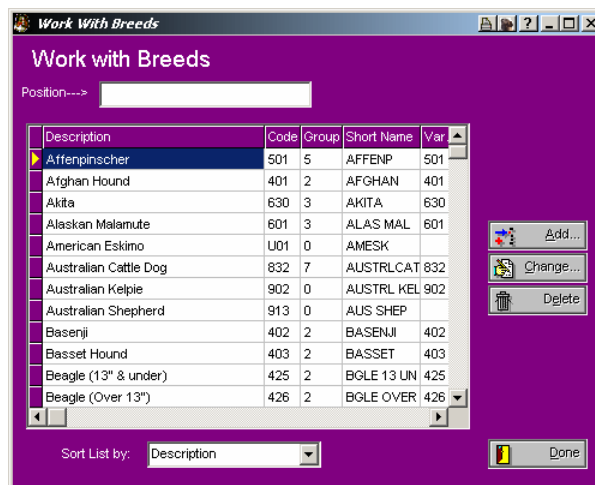 Work With Breeds
Work with Breeds
Position--->
Description Code Group Short Name Var.
Affenpinscher 501 5 AFFENP 501
Afghan Hound 401 2 AFGHAN 401
Akita 630 3 AKITA 630
Alaskan Malamute 601 3 ALAS MAL 601
American Eskimo U01 0 AMESK
Australian Cattle Dog 832 7 AUSTRLCAT 832
Australian Kelpie 902 0 AUSTRL KEL 902
Australian Shepherd 913 0 AUS SHEP
Basenji 402 2 BASENJI 402
Basset Hound 403 2 BASSET 403
Beagle (13" & under) 425 2 BGLE 13 UN 425
Beagle (Over 13") 426 2 BGLE OVER 426
Add...
Change...
Delete
Sort List by: Description
Done